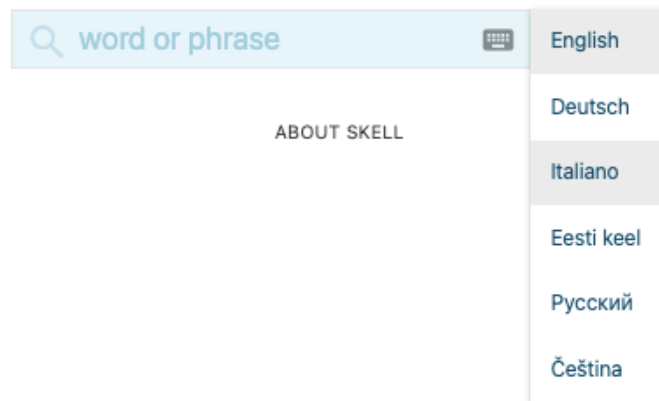 word or phrase
ABOUT SKELL
English
Deutsch
Italiano
Eesti keel
Русский
Čeština